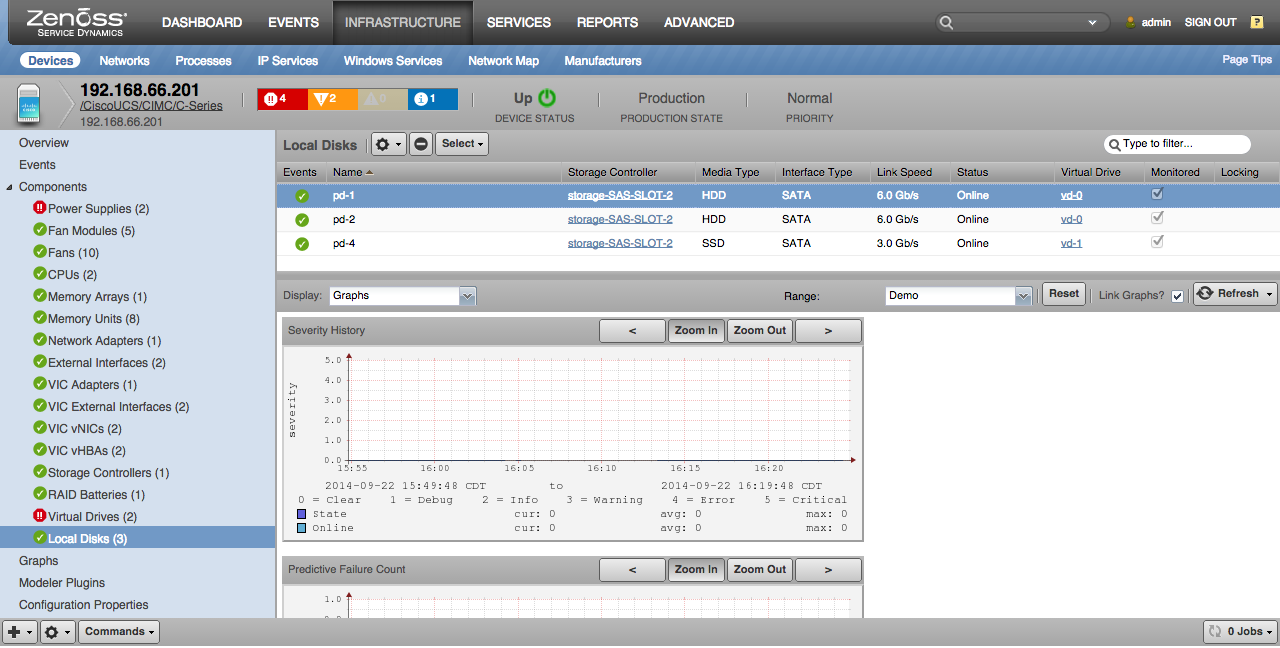 Zenoss DASHBOARD EVENTS INFRASTRUCTURE SERVICES REPORTS ADVANCED admin SIGN OUT ?
SERVICE DYNAMICS
Devices Networks Processes IP Services Windows Services Network Map Manufacturers Page Tips
192.168.66.201
/CiscoUCS/CIMC/C-Series
192.168.66.201
4 2 0 1
Up
DEVICE STATUS
Production
PRODUCTION STATE
Normal
PRIORITY
Overview
Events
Components
Power Supplies (2)
Fan Modules (5)
Fans (10)
CPUs (2)
Memory Arrays (1)
Memory Units (8)
Network Adapters (1)
External Interfaces (2)
VIC Adapters (1)
VIC External Interfaces (2)
VIC vNICs (2)
VIC vHBAs (2)
Storage Controllers (1)
RAID Batteries (1)
Virtual Drives (2)
Local Disks (3)
Graphs
Modeler Plugins
Configuration Properties
Local Disks Select Type to filter...
Events Name Storage Controller Media Type Interface Type Link Speed Status Virtual Drive Monitored Locking
pd-1 storage-SAS-SLOT-2 HDD SATA 6.0 Gb/s Online vd-0
pd-2 storage-SAS-SLOT-2 HDD SATA 6.0 Gb/s Online vd-0
pd-4 storage-SAS-SLOT-2 SSD SATA 3.0 Gb/s Online vd-1
Display: Graphs Range: Demo Reset Link Graphs? Refresh
Severity History < Zoom In Zoom Out >
5.0
4.0
3.0
2.0
1.0
0.0
severity
15:55 16:00 16:05 16:10 16:15 16:20
2014-09-22 15:49:48 CDT to 2014-09-22 16:19:48 CDT
0 = Clear 1 = Debug 2 = Info 3 = Warning 4 = Error 5 = Critical
State cur: 0 avg: 0 max: 0
Online cur: 0 avg: 0 max: 0
Predictive Failure Count < Zoom In Zoom Out >
1.0
Commands 0 Jobs